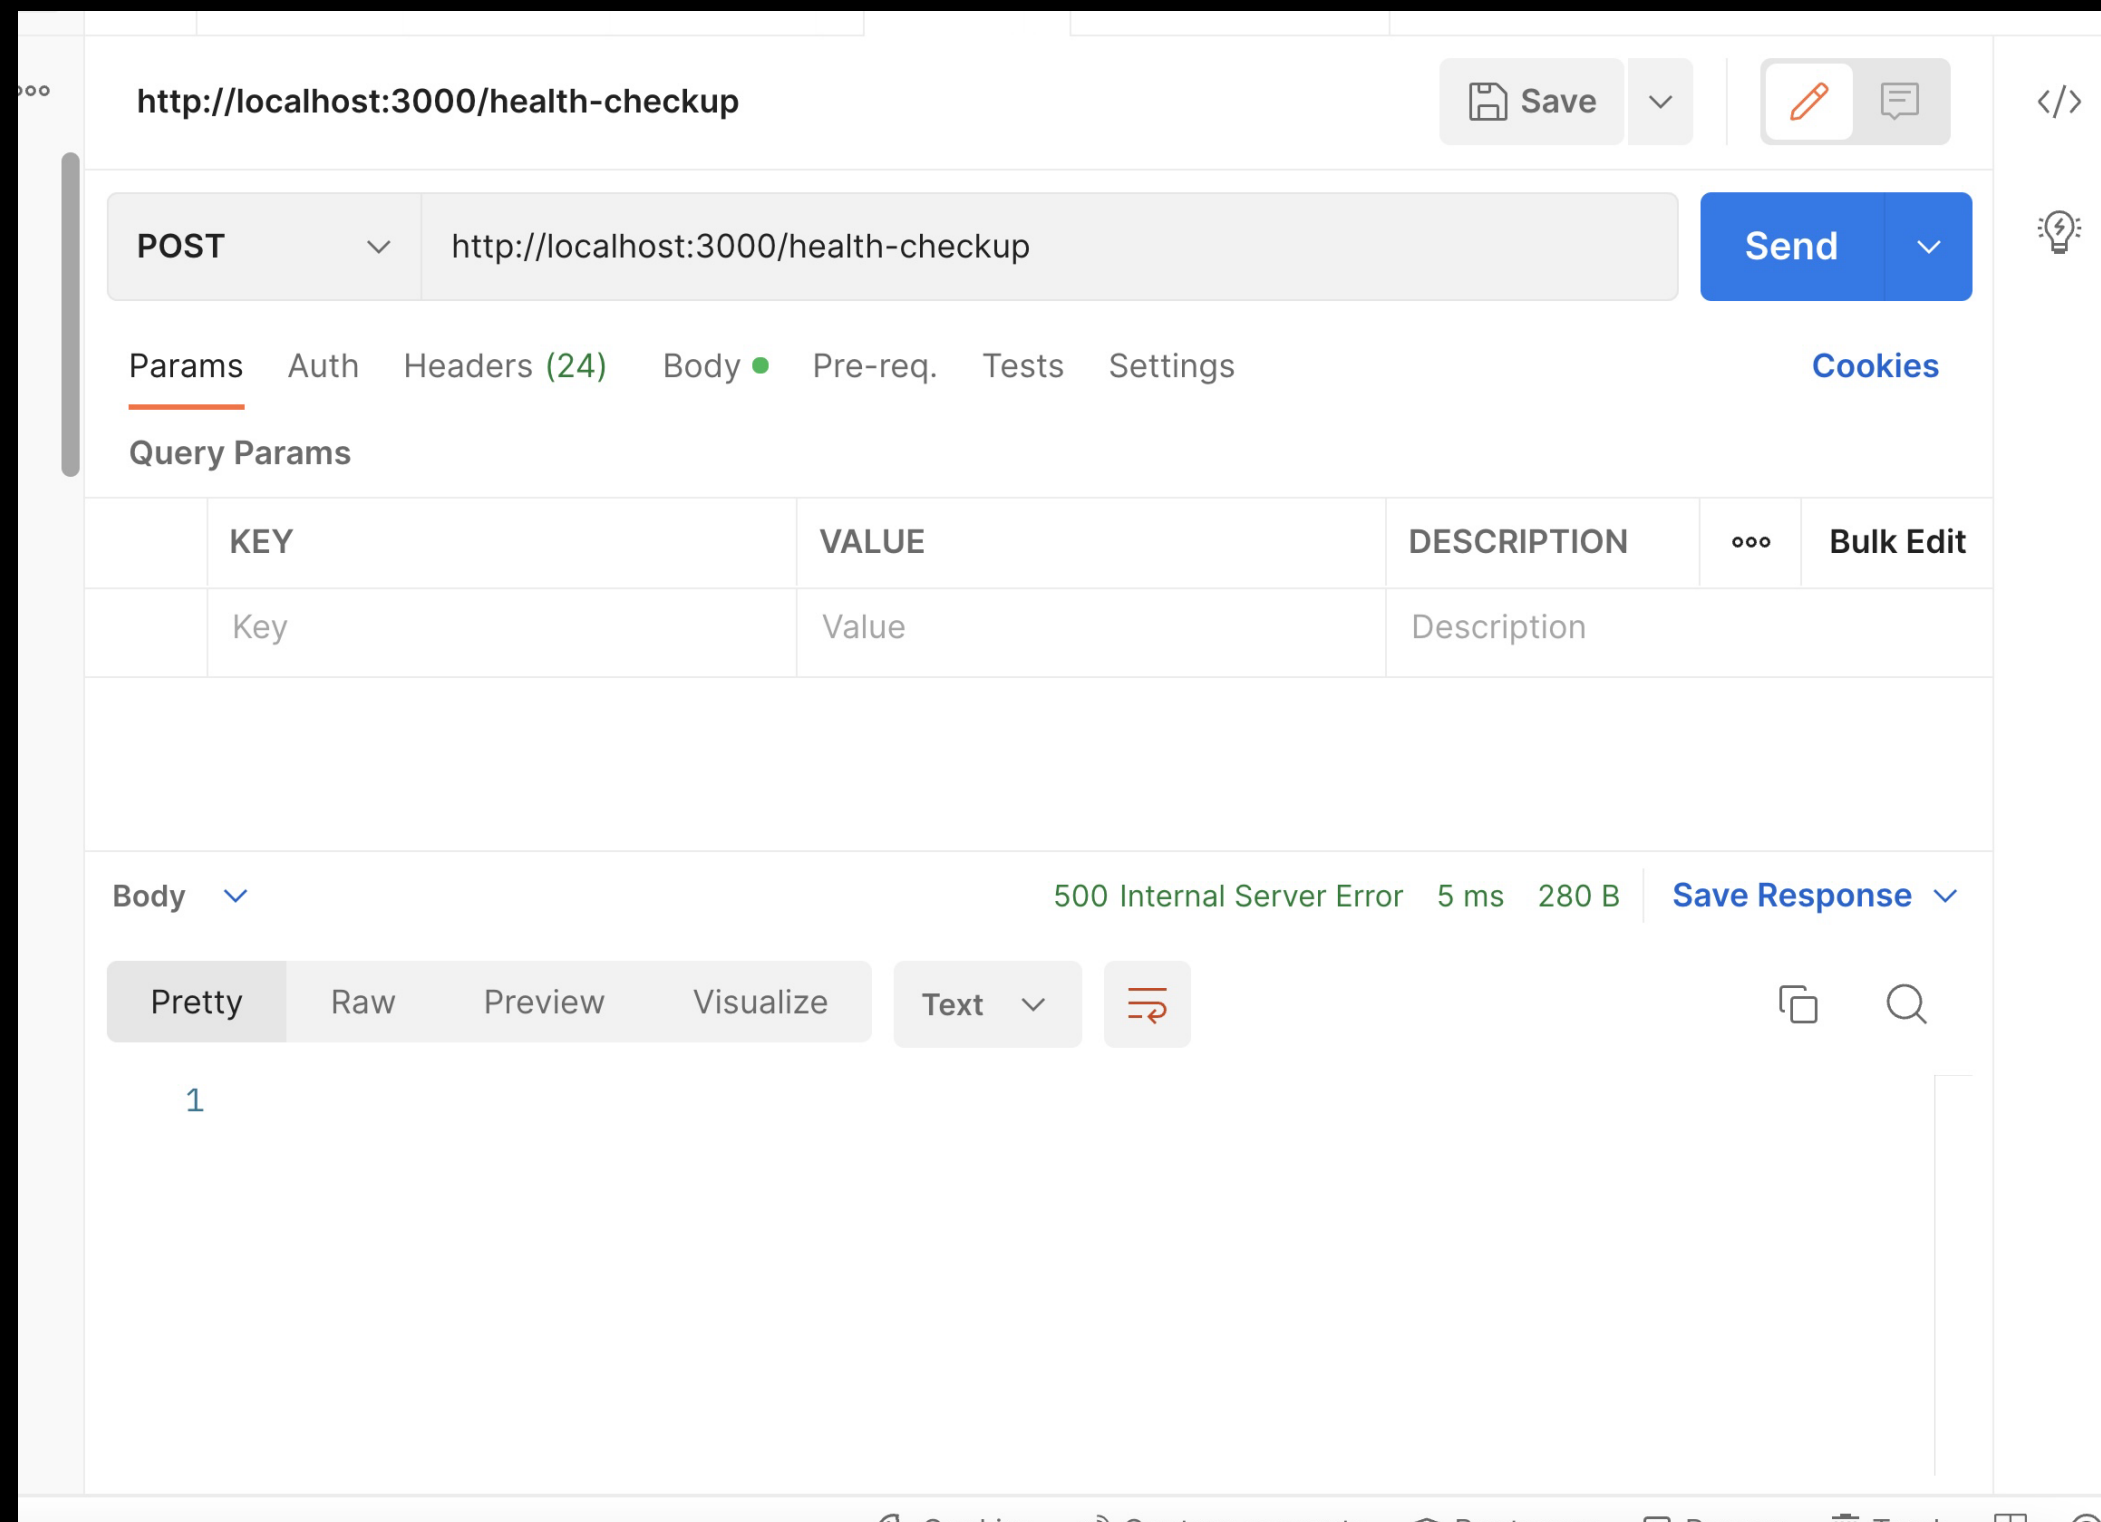 http://localhost:3000/health-checkup
Save
POST
http://localhost:3000/health-checkup
Send
Params Auth Headers (24) Body Pre-req. Tests Settings Cookies
Query Params
KEY VALUE DESCRIPTION Bulk Edit
Key Value Description
Body 500 Internal Server Error 5 ms 280 B Save Response
Pretty Raw Preview Visualize Text
1